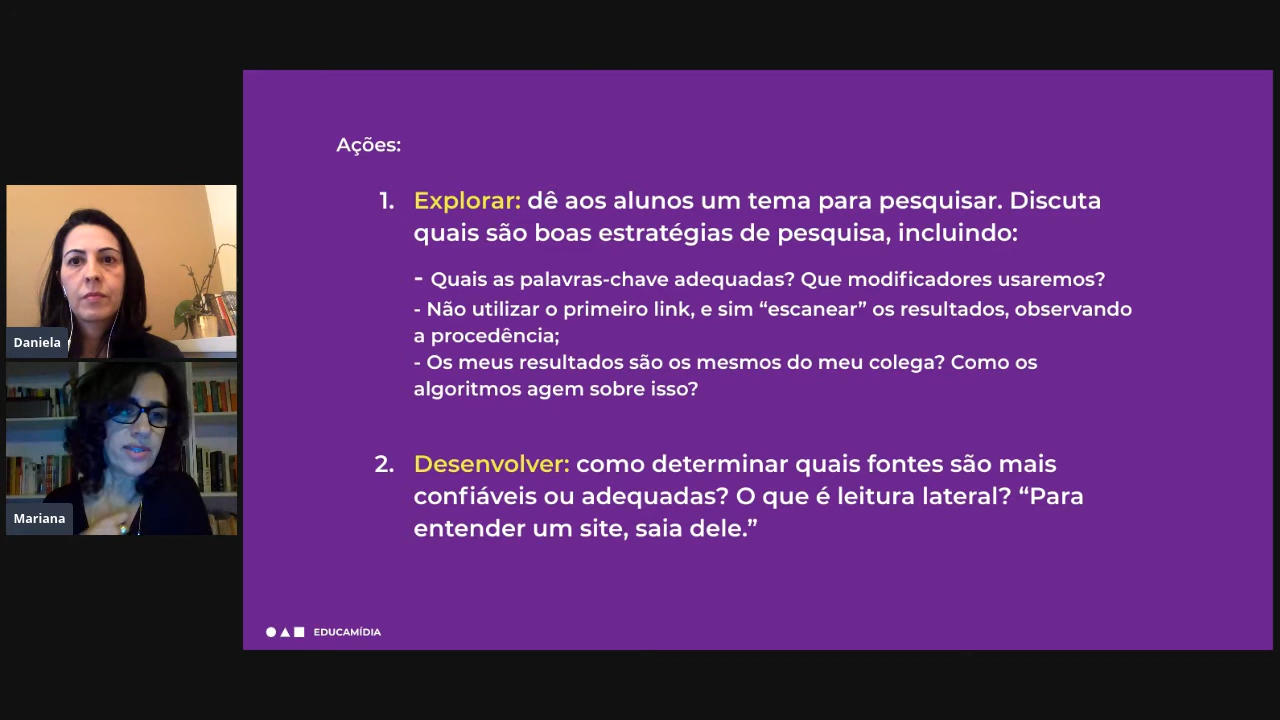 Ações:
1. Explorar: dê aos alunos um tema para pesquisar. Discuta
quais são boas estratégias de pesquisa, incluindo:
- Quais as palavras-chave adequadas? Que modificadores usaremos?
- Não utilizar o primeiro link, e sim “escanear” os resultados, observando
a procedência;
- Os meus resultados são os mesmos do meu colega? Como os
algoritmos agem sobre isso?
2. Desenvolver: como determinar quais fontes são mais
confiáveis ou adequadas? O que é leitura lateral? “Para
entender um site, saia dele.”
EDUCAMÍDIA
Daniela
Mariana